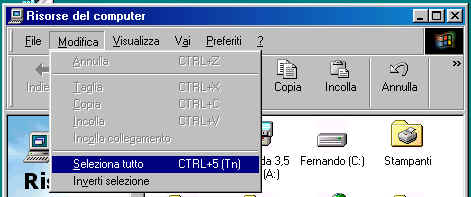 Risorse del computer
File Modifica Visualizza Vai Preferiti ?
Annulla CTRL+Z
Taglia CTRL+X
Copia CTRL+C
Incolla CTRL+V
Incolla collegamento
Seleziona tutto CTRL+5 (Tn)
Inverti selezione
Indie
Copia Incolla Annulla »
da 3,5
(A:)
Fernando (C:) Stampanti
Ri